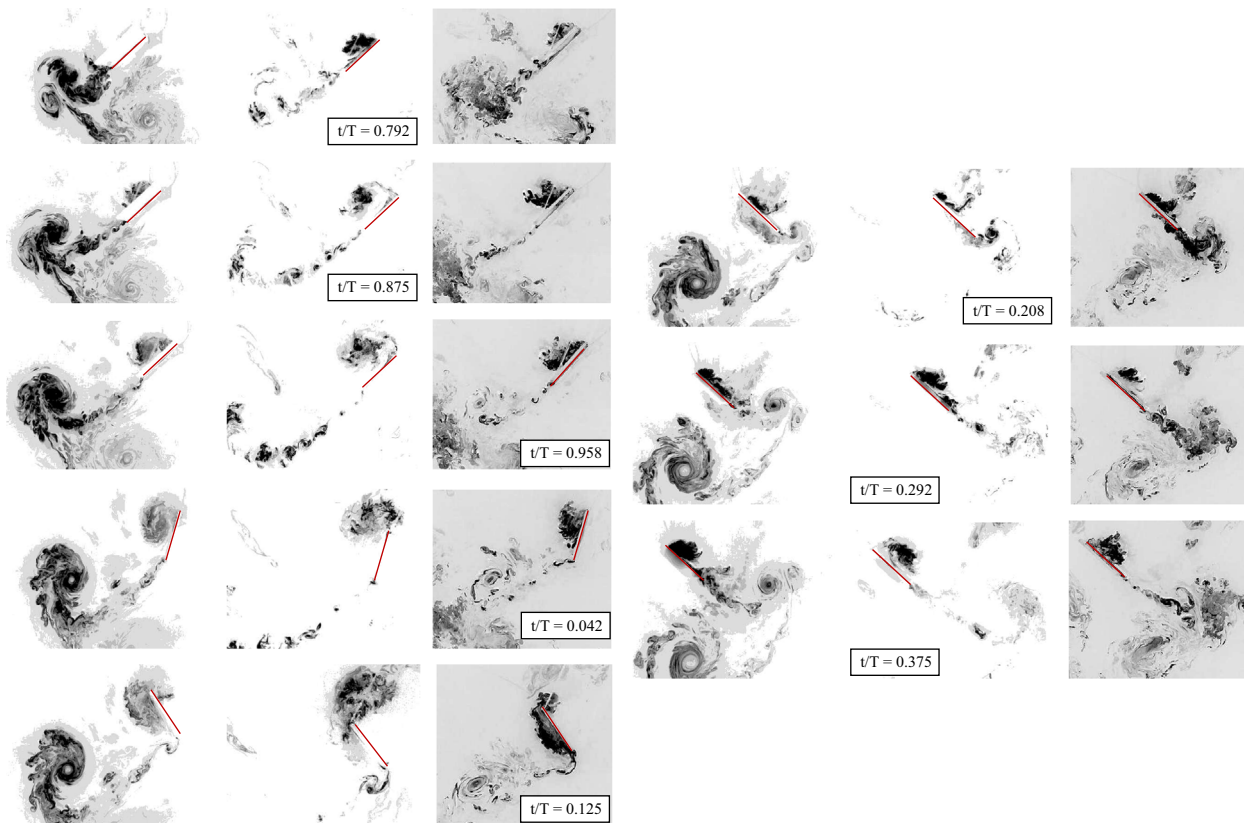 t/T = 0.792
t/T = 0.875
t/T = 0.958
t/T = 0.042
t/T = 0.125
t/T = 0.208
t/T = 0.292
t/T = 0.375